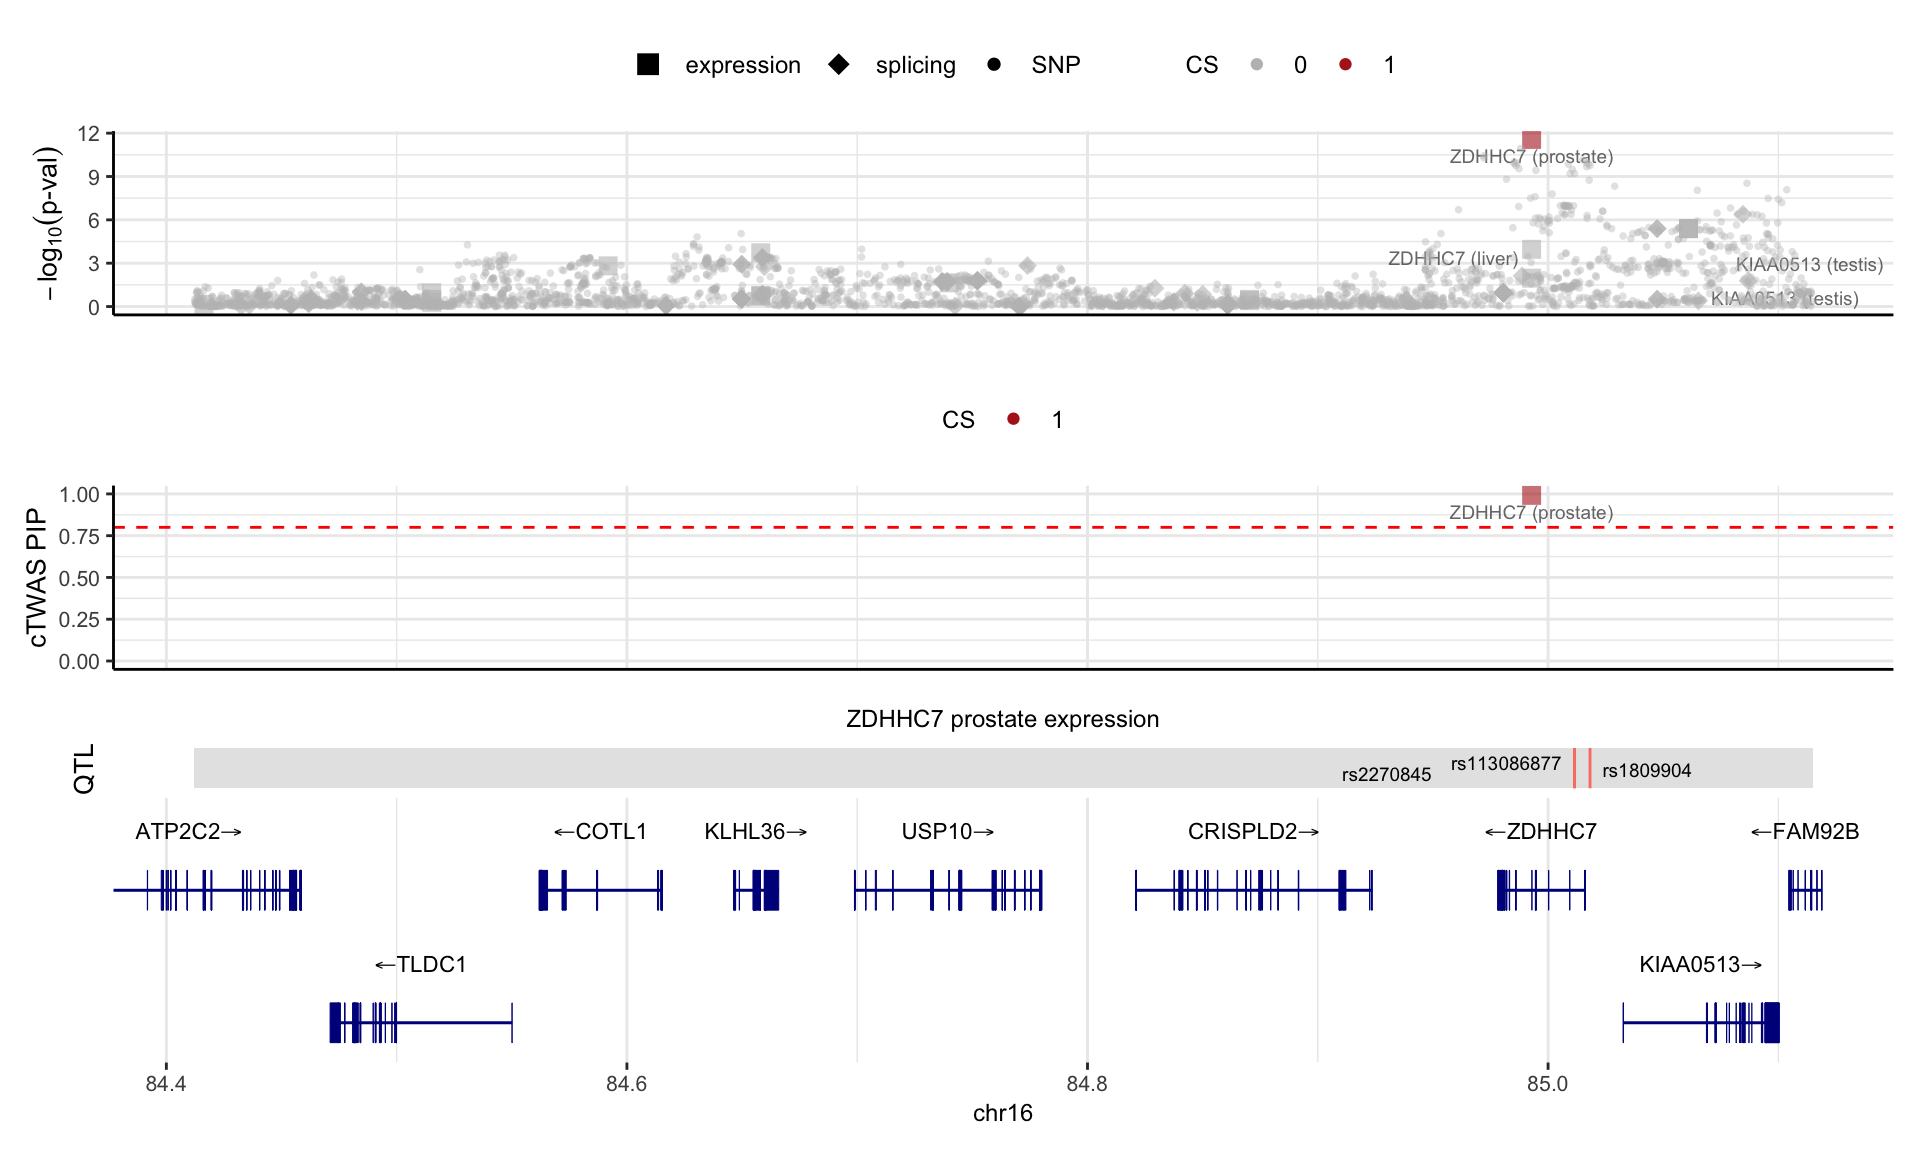 expression splicing SNP CS 0 1
−log10(p-val)
12
9
6
3
0
ZDHHC7 (prostate)
ZDHHC7 (liver)
KIAA0513 (testis)
KIAA0513 (testis)
CS 1
cTWAS PIP
1.00
0.75
0.50
0.25
0.00
ZDHHC7 (prostate)
ZDHHC7 prostate expression
QTL
rs2270845 rs113086877 rs1809904
ATP2C2→ ←COTL1 KLHL36→ USP10→ CRISPLD2→ ←ZDHHC7 ←FAM92B
←TLDC1 KIAA0513→
84.4 84.6 84.8 85.0
chr16